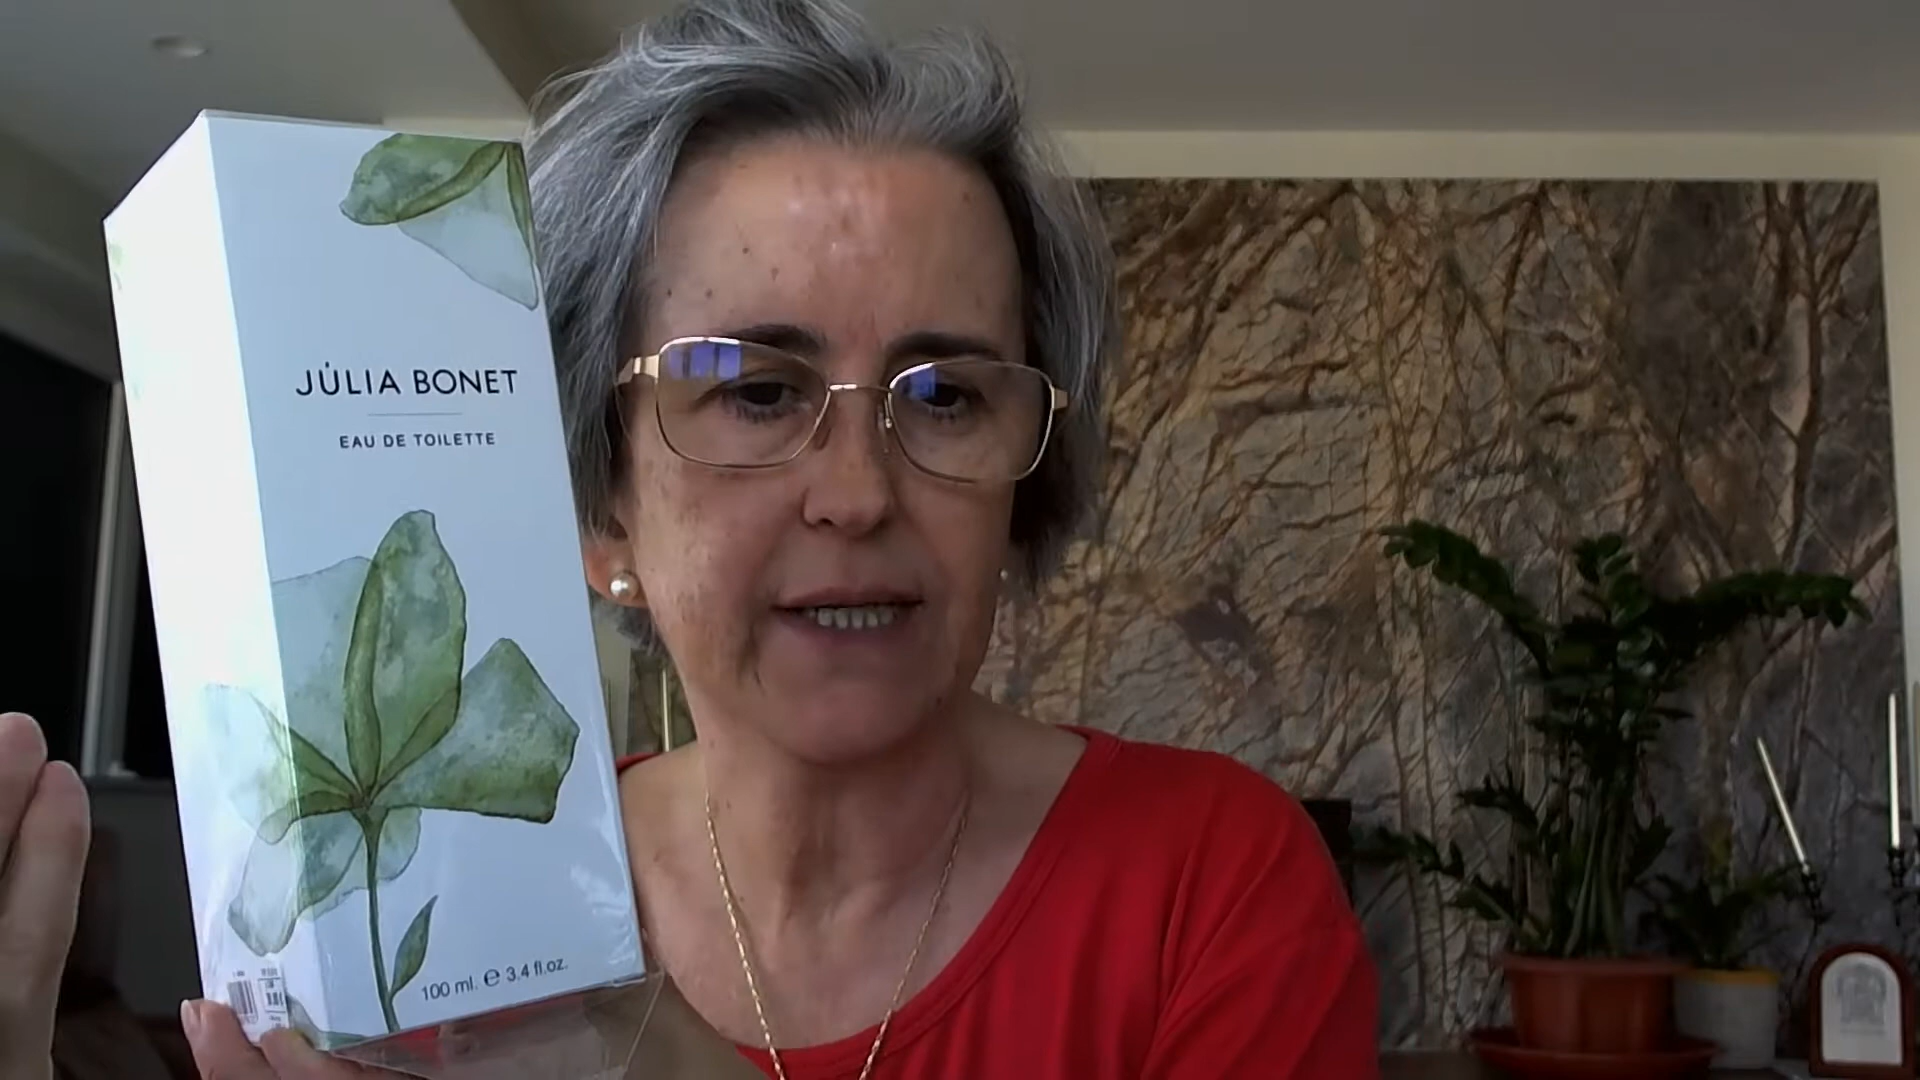 JÚLIA BONET
EAU DE TOILETTE
100 ml. ℮ 3.4 fl.oz.